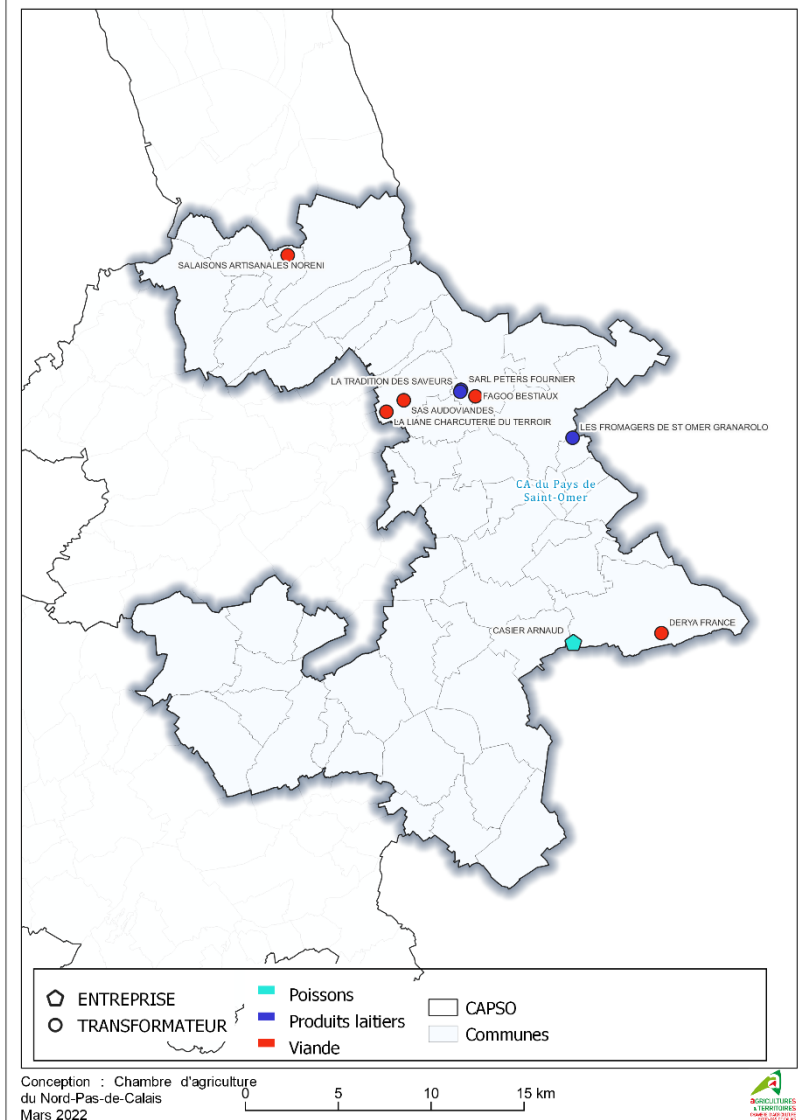 SALAISONS ARTISANALES NORENI
LA TRADITION DES SAVEURS
SARL PETERS FOURNIER
FAGOO BESTIAUX
SAS AUDOVIANDES
LA LIANE CHARCUTERIE DU TERROIR
LES FROMAGERS DE ST OMER GRANAROLO
CA du Pays de
Saint-Omer
CASIER ARNAUD
DERYA FRANCE
ENTREPRISE
TRANSFORMATEUR
Poissons
Produits laitiers
Viande
CAPSO
Communes
Conception : Chambre d'agriculture
du Nord-Pas-de-Calais
Mars 2022
0 5 10 15 km
AGRICULTURES
& TERRITOIRES
CHAMBRE D'AGRICULTURE